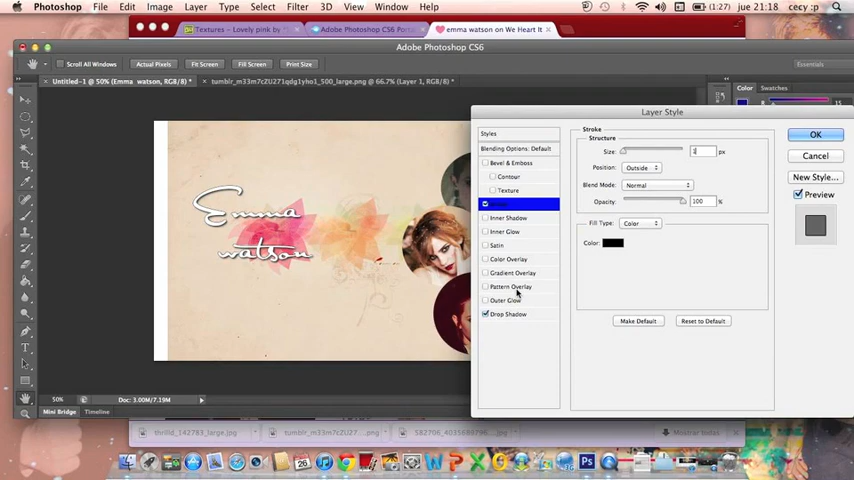 Photoshop File Edit Image Layer Type Select Filter 3D View Window Help (1:27) jue 21:18 cecy :p
Textures – Lovely pink by M
Adobe Photoshop CS6 Porta
emma watson on We Heart It
Adobe Photoshop CS6
Scroll All Windows Actual Pixels Fit Screen Fill Screen Print Size Essentials
Untitled-1 @ 50% (Emma watson, RGB/8) *
tumblr_m33m7cZU271qdg1yho1_500_large.png @ 66.7% (Layer 1, RGB/8) *
Color Swatches
15
Emma
watson
Layer Style
Styles
Blending Options: Default
Bevel & Emboss
Contour
Texture
Inner Shadow
Inner Glow
Satin
Color Overlay
Gradient Overlay
Pattern Overlay
Outer Glow
Drop Shadow
Stroke
Structure
Size: px
Position: Outside
Blend Mode: Normal
Opacity: 100 %
Fill Type: Color
Color:
Make Default Reset to Default
OK
Cancel
New Style...
Preview
50% Doc: 3.00M/7.19M
Mini Bridge Timeline
thrilld_142783_large.jpg
tumblr_m33m7cZU27....png
Mostrar todas